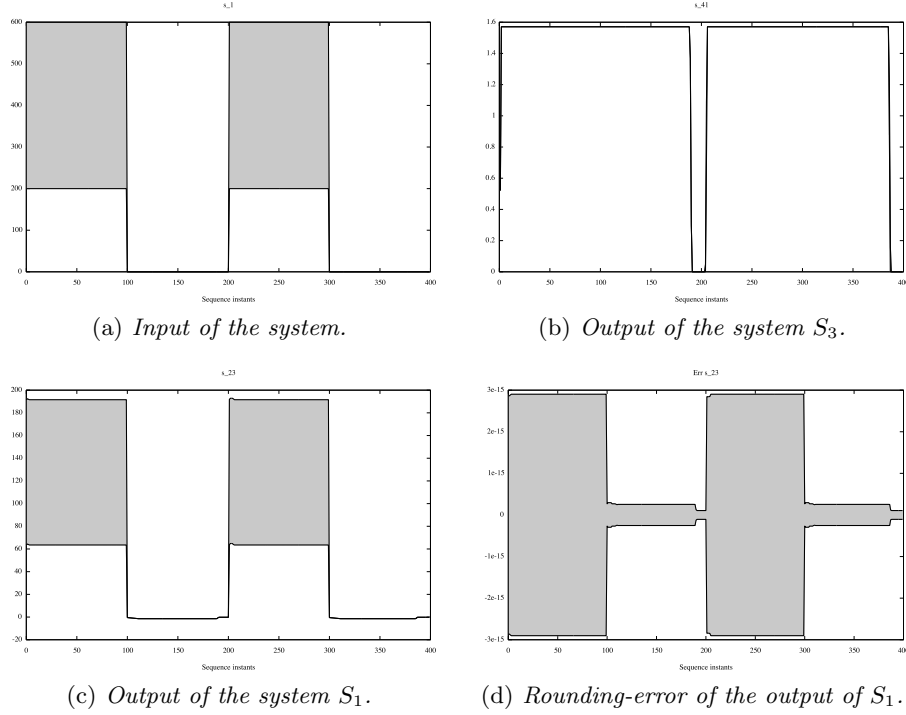 s_1
600
500
400
300
200
100
0
0 50 100 150 200 250 300 350 400
Sequence instants
(a) Input of the system.
s_41
1.6
1.4
1.2
1
0.8
0.6
0.4
0.2
0
0 50 100 150 200 250 300 350 400
Sequence instants
(b) Output of the system S3.
s_23
200
180
160
140
120
100
80
60
40
20
0
-20
0 50 100 150 200 250 300 350 400
Sequence instants
(c) Output of the system S1.
Err s_23
3e-15
2e-15
1e-15
0
-1e-15
-2e-15
-3e-15
0 50 100 150 200 250 300 350 400
Sequence instants
(d) Rounding-error of the output of S1.